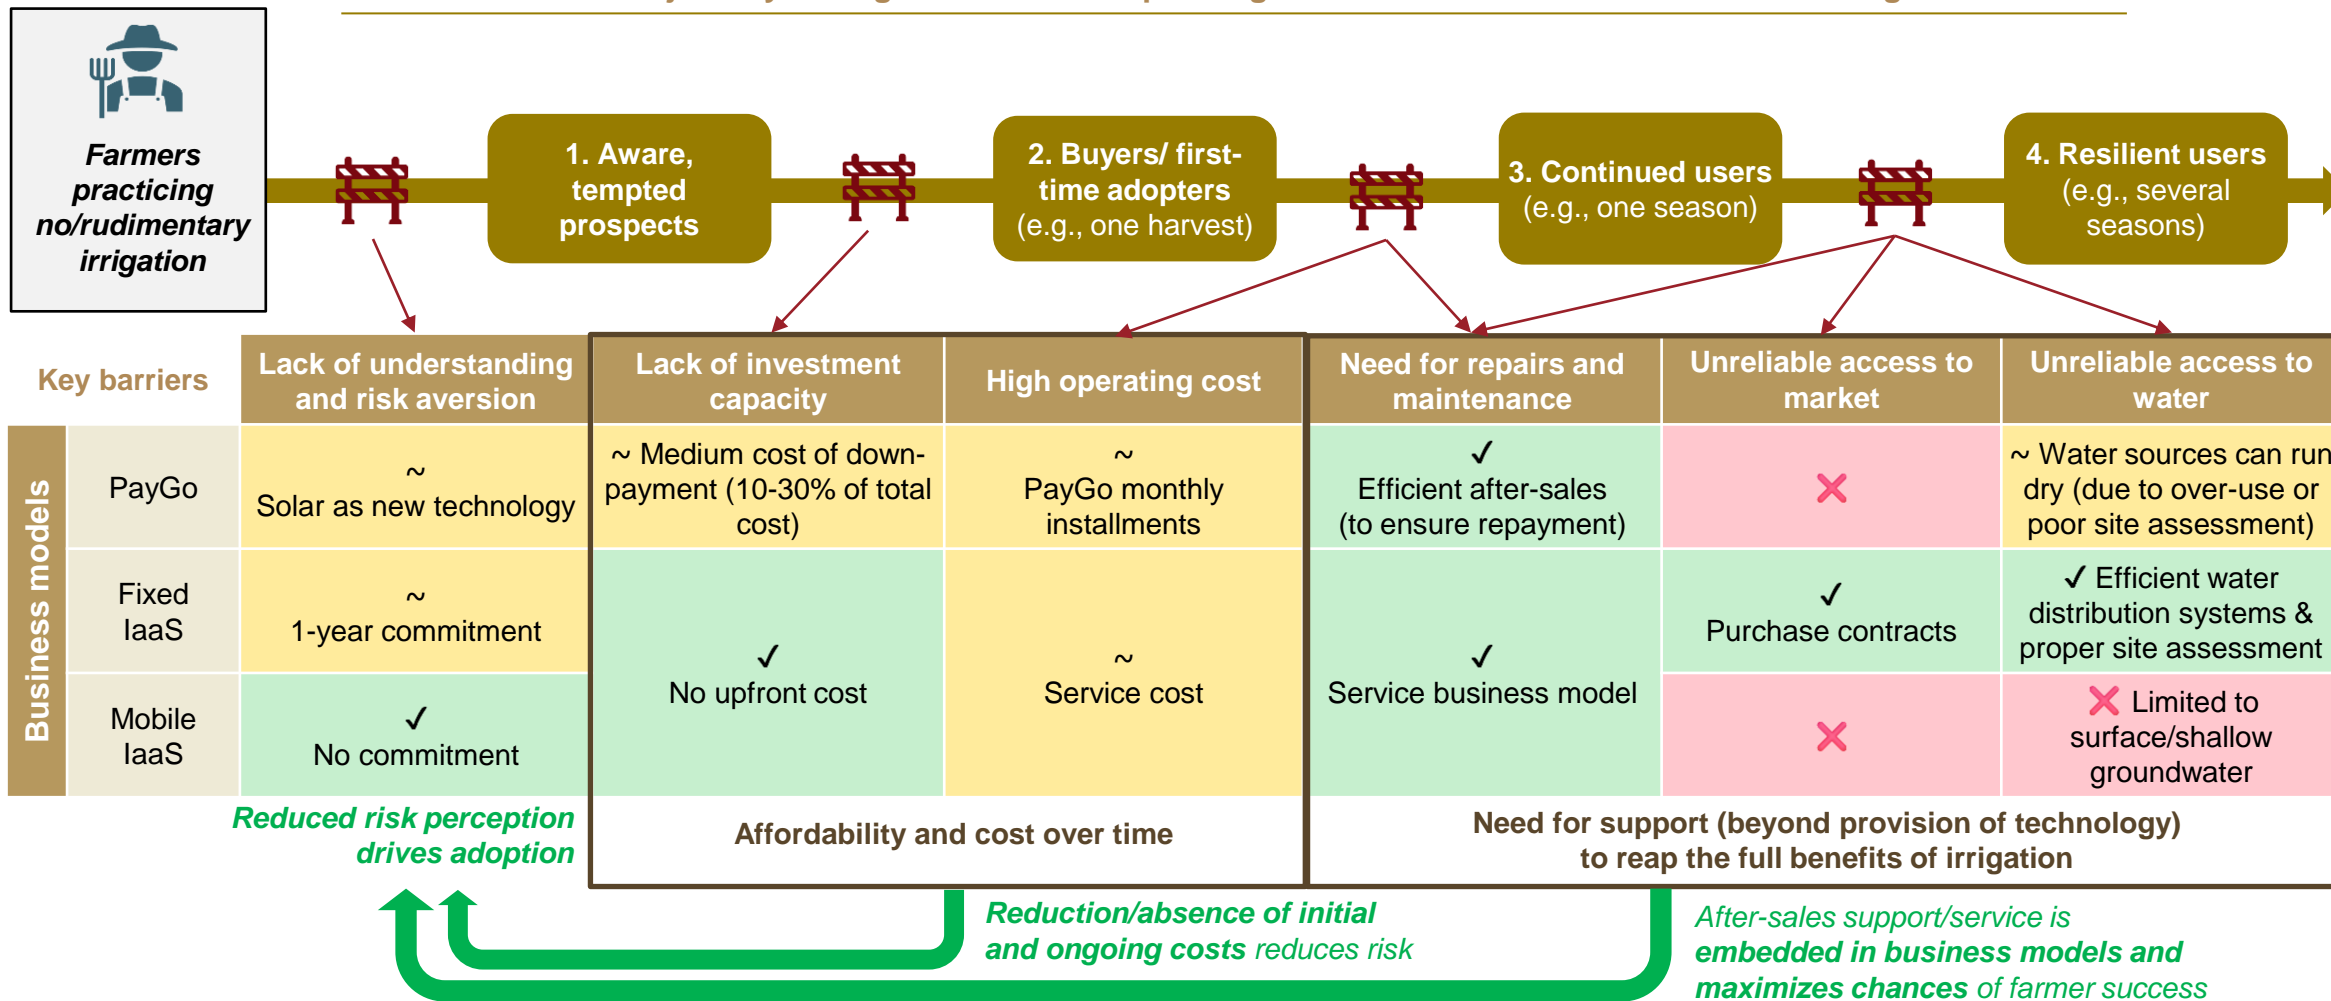 Farmers
practicing
no/rudimentary
irrigation
1. Aware,
tempted
prospects
2. Buyers/ first-
time adopters
(e.g., one harvest)
3. Continued users
(e.g., one season)
4. Resilient users
(e.g., several
seasons)
Key barriers
Lack of understanding
and risk aversion
Lack of investment
capacity
High operating cost
Need for repairs and
maintenance
Unreliable access to
market
Unreliable access to
water
Business models
PayGo
~
Solar as new technology
~ Medium cost of down-
payment (10-30% of total
cost)
~
PayGo monthly
installments
✓
Efficient after-sales
(to ensure repayment)
❌
~ Water sources can run
dry (due to over-use or
poor site assessment)
Fixed
IaaS
~
1-year commitment
✓
No upfront cost
~
Service cost
✓
Service business model
✓
Purchase contracts
✓ Efficient water
distribution systems &
proper site assessment
Mobile
IaaS
✓
No commitment
❌
❌ Limited to
surface/shallow
groundwater
Reduced risk perception
drives adoption
Affordability and cost over time
Need for support (beyond provision of technology)
to reap the full benefits of irrigation
Reduction/absence of initial
and ongoing costs reduces risk
After-sales support/service is
embedded in business models and
maximizes chances of farmer success